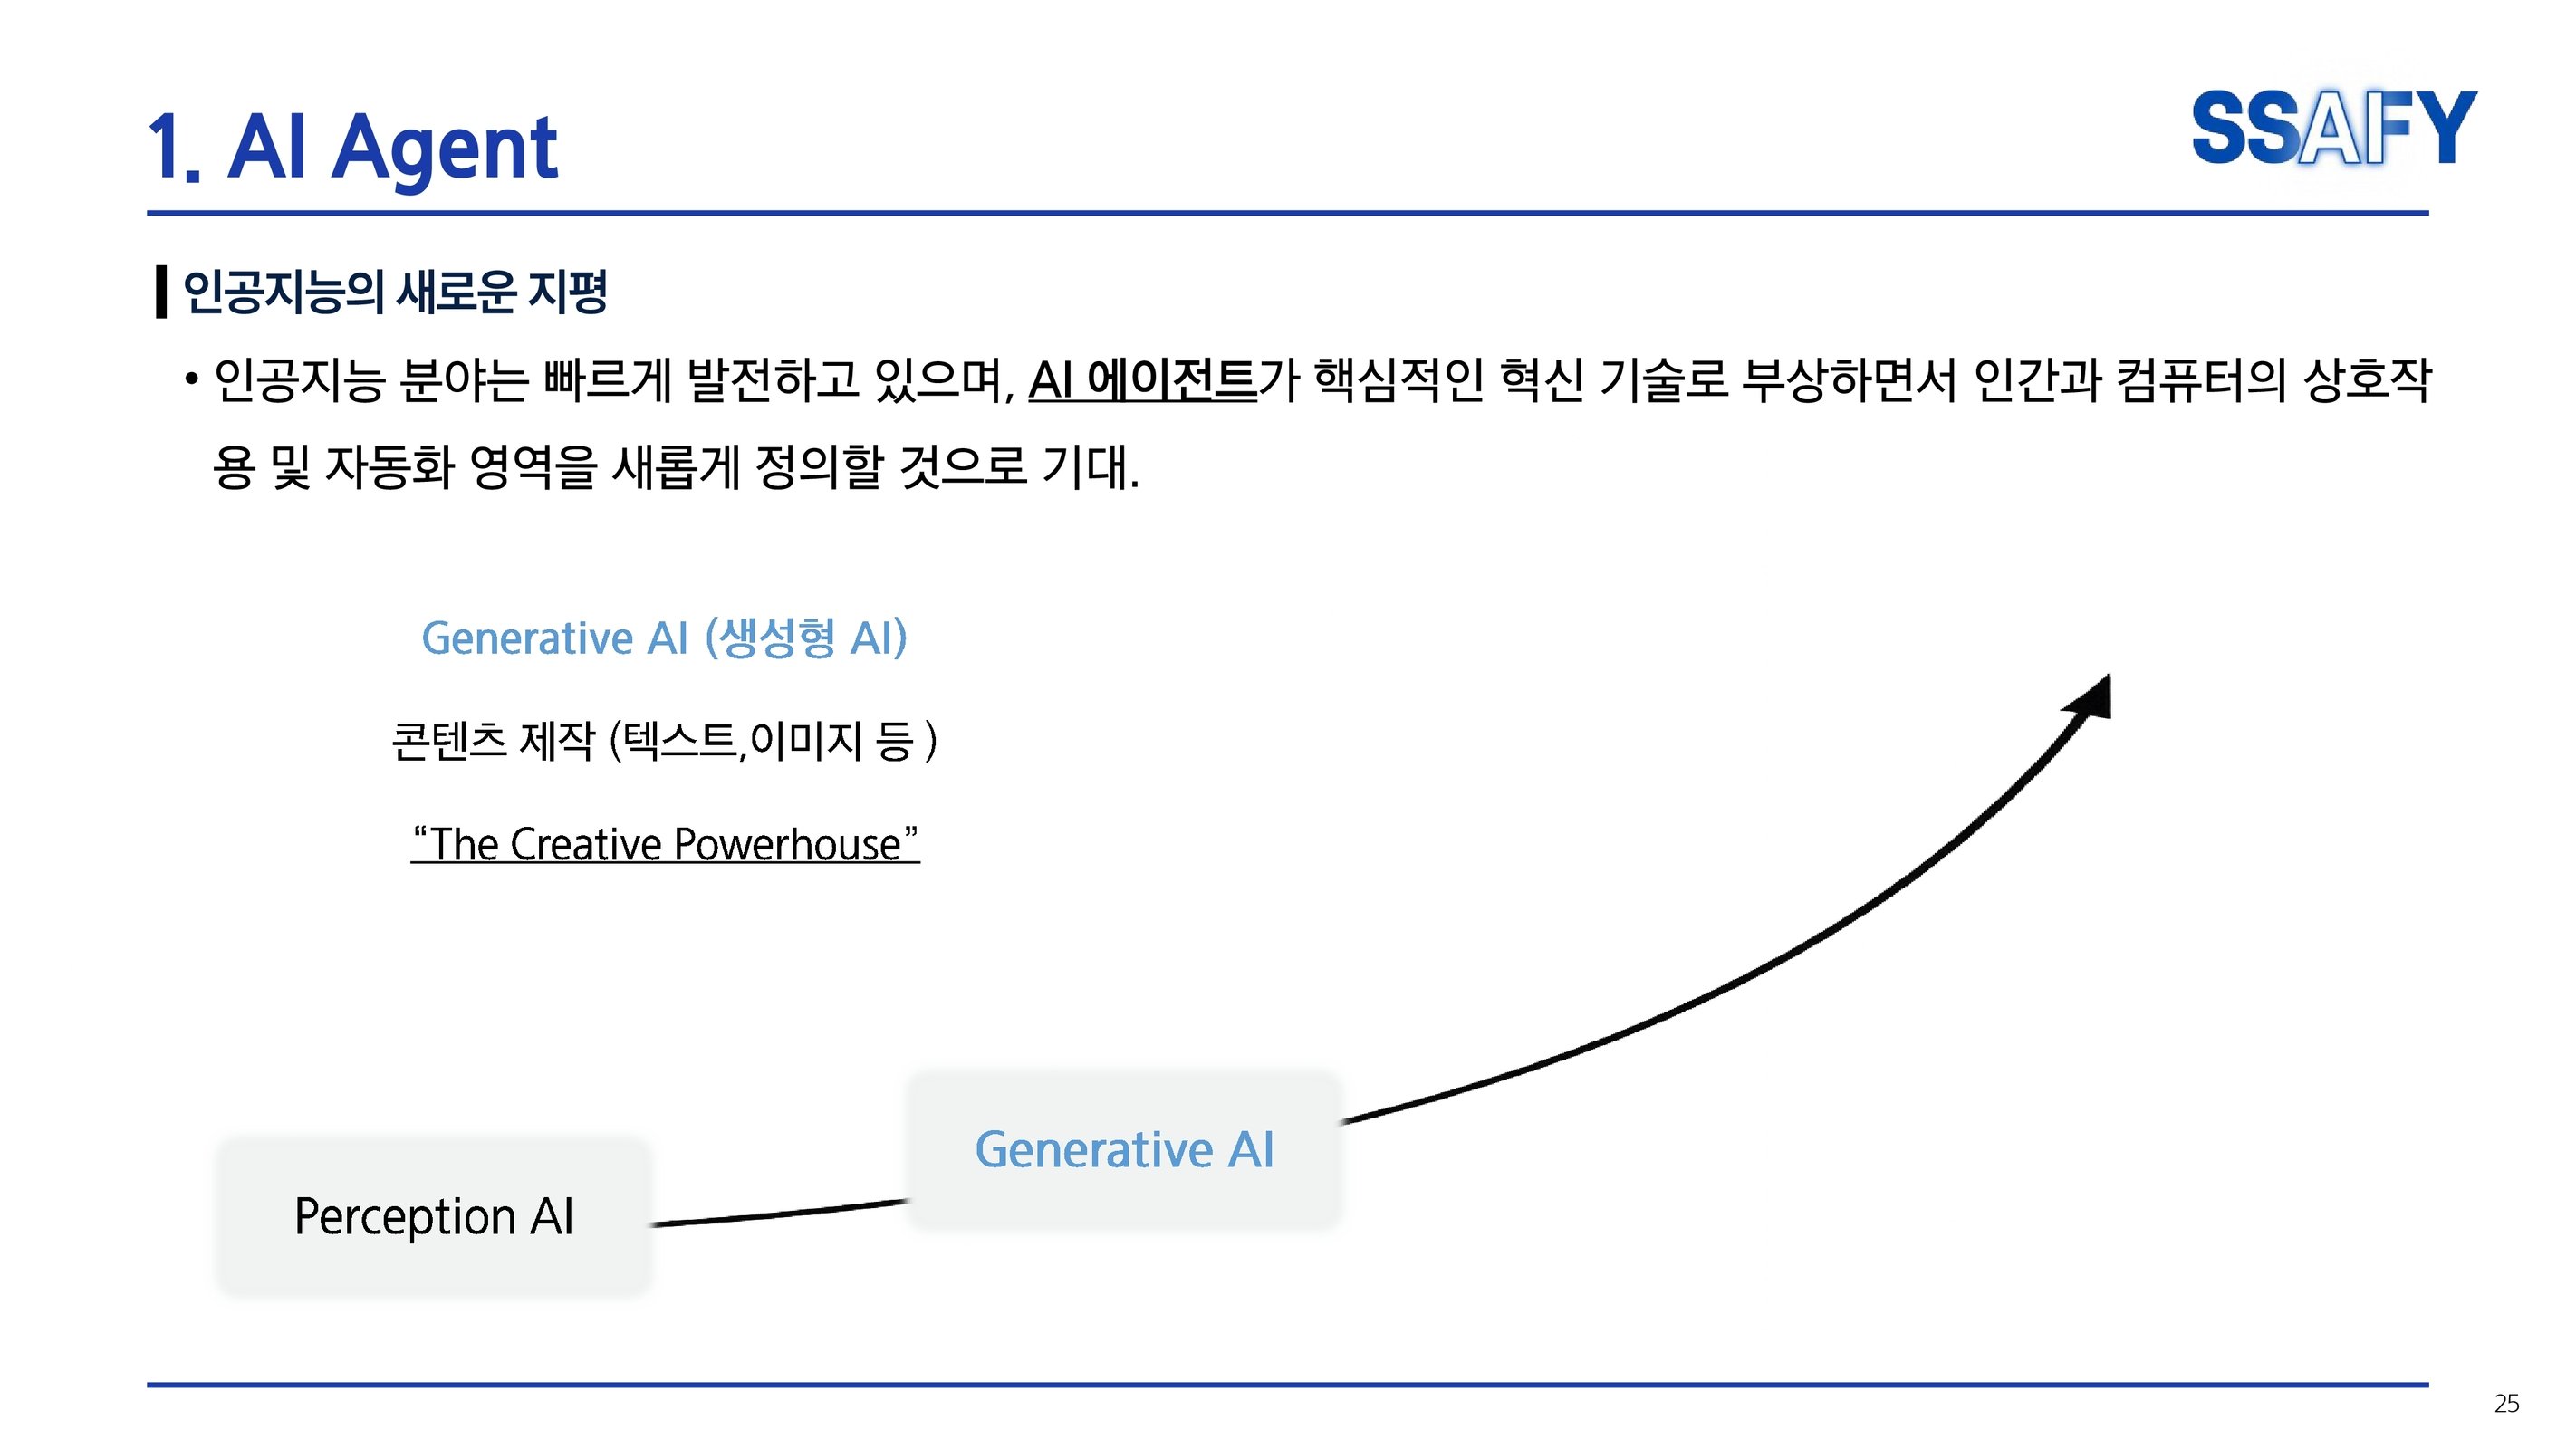 1. AI Agent
SSAFY
인공지능의 새로운 지평
• 인공지능 분야는 빠르게 발전하고 있으며, AI 에이전트가 핵심적인 혁신 기술로 부상하면서 인간과 컴퓨터의 상호작
용 및 자동화 영역을 새롭게 정의할 것으로 기대.
Generative AI (생성형 AI)
콘텐츠 제작 (텍스트,이미지 등 )
“The Creative Powerhouse”
Generative AI
Perception AI
25